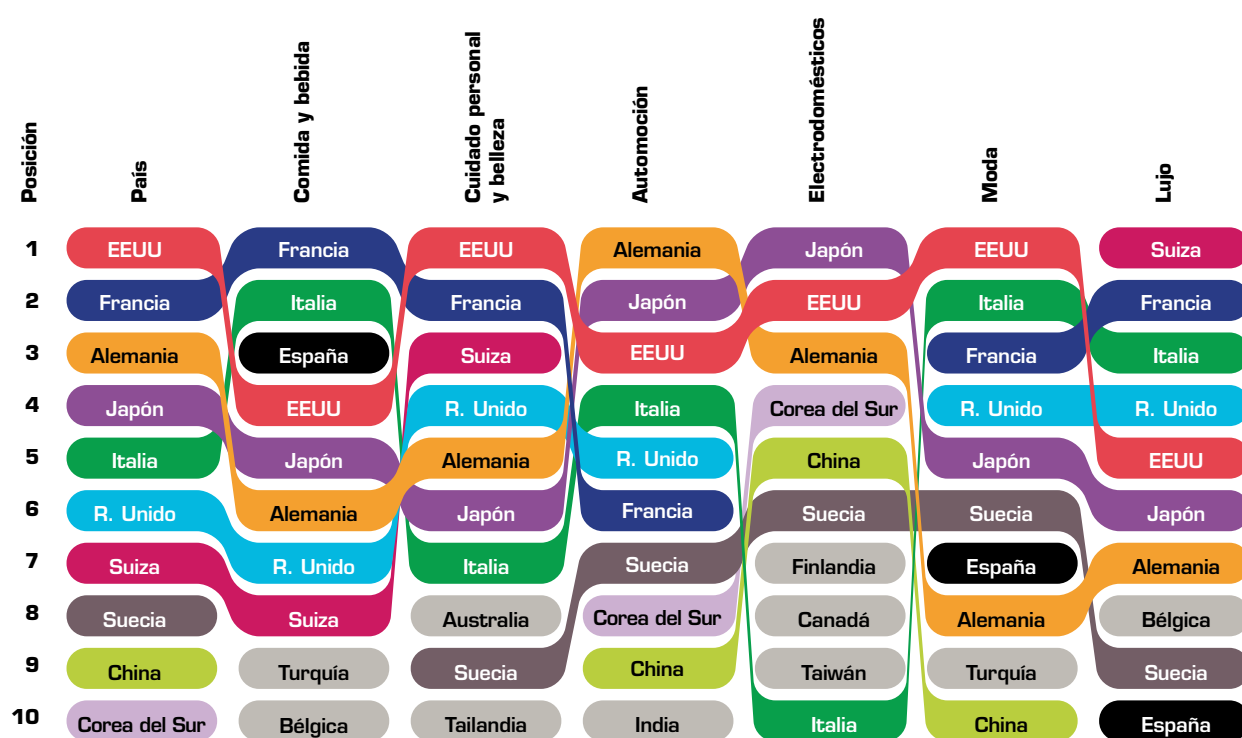 Posición
País
Comida y bebida
Cuidado personal
y belleza
Automoción
Electrodomésticos
Moda
Lujo
1 EEUU Francia EEUU Alemania Japón EEUU Suiza
2 Francia Italia Francia Japón EEUU Italia Francia
3 Alemania España Suiza EEUU Alemania Francia Italia
4 Japón EEUU R. Unido Italia Corea del Sur R. Unido R. Unido
5 Italia Japón Alemania R. Unido China Japón EEUU
6 R. Unido Alemania Japón Francia Suecia Suecia Japón
7 Suiza R. Unido Italia Suecia Finlandia España Alemania
8 Suecia Suiza Australia Corea del Sur Canadá Alemania Bélgica
9 China Turquía Suecia China Taiwán Turquía Suecia
10 Corea del Sur Bélgica Tailandia India Italia China España